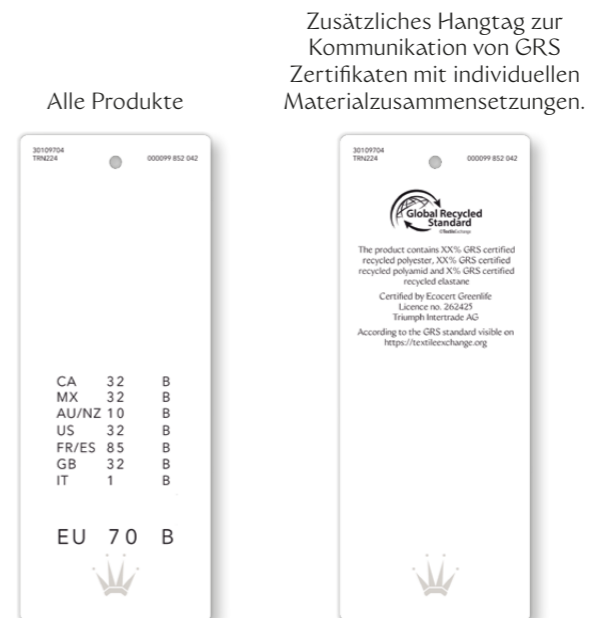 Alle Produkte
30109704
TRN224
000099 852 042
CA 32 B
MX 32 B
AU/NZ 10 B
US 32 B
FR/ES 85 B
GB 32 B
IT 1 B
EU 70 B
Zusätzliches Hangtag zur
Kommunikation von GRS
Zertifikaten mit individuellen
Materialzusammensetzungen.
30109704
TRN224
000099 852 042
Global Recycled
Standard
©TextileExchange
The product contains XX% GRS certified
recycled polyester, XX% GRS certified
recycled polyamid and X% GRS certified
recycled elastane
Certified by Ecocert Greenlife
Licence no. 262425
Triumph Intertrade AG
According to the GRS standard visible on
https://textileexchange.org